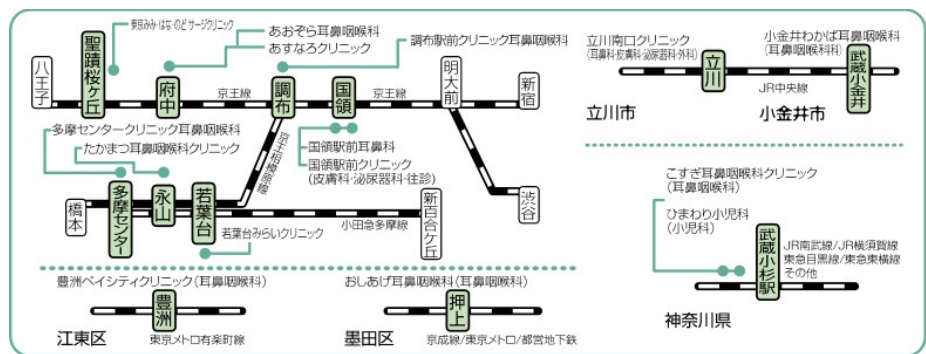 東京みみ・はな・のど サージクリニック
あおぞら耳鼻咽喉科
あすなろクリニック
調布駅前クリニック耳鼻咽喉科
八王子
聖蹟桜ヶ丘
府中
京王線
調布
国領
京王線
明大前
新宿
多摩センタークリニック耳鼻咽喉科
たかまつ耳鼻咽喉科クリニック
京王相模原線
国領駅前耳鼻科
国領駅前クリニック
(皮膚科・泌尿器科・往診)
橋本
多摩センター
永山
若葉台
小田急多摩線
新百合ヶ丘
渋谷
若葉台みらいクリニック
立川南口クリニック
(耳鼻科・皮膚科・泌尿器科・外科)
小金井わかば耳鼻咽喉科
(耳鼻咽喉科)
立川
武蔵小金井
JR中央線
立川市
小金井市
こすぎ耳鼻咽喉科クリニック
(耳鼻咽喉科)
ひまわり小児科
(小児科)
武蔵小杉駅
JR南武線/JR横須賀線
東急目黒線/東急東横線
その他
神奈川県
豊洲ベイシティクリニック(耳鼻咽喉科)
豊洲
江東区
東京メトロ有楽町線
おしあげ耳鼻咽喉科(耳鼻咽喉科)
押上
墨田区
京成線/東京メトロ/都営地下鉄